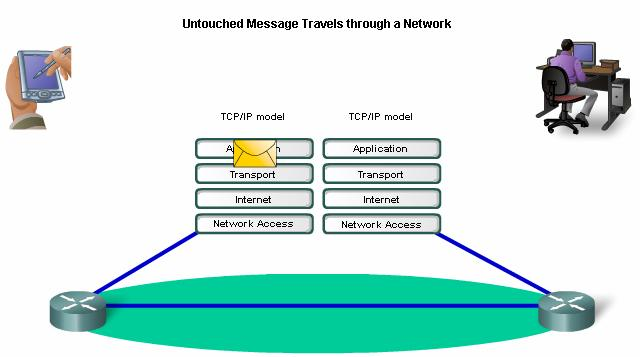 Untouched Message Travels through a Network
TCP/IP model
TCP/IP model
Application
Transport
Transport
Internet
Internet
Network Access
Network Access